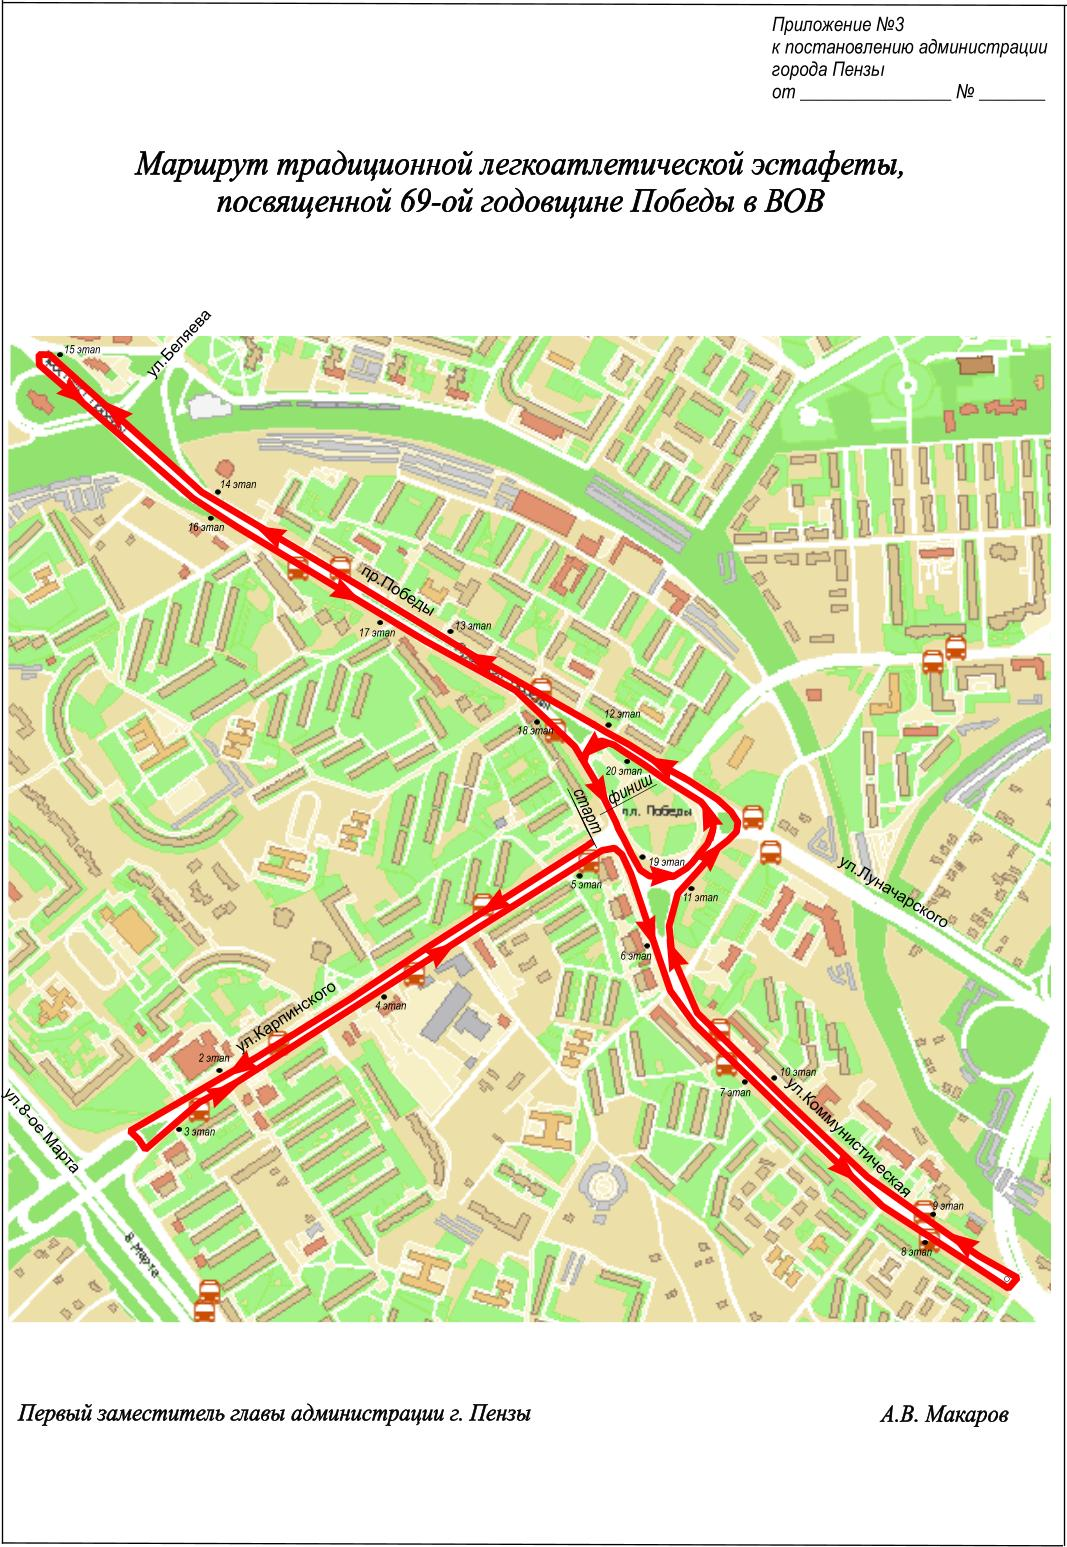 Приложение №3
к постановлению администрации
города Пензы
от ________________ № _______
Маршрут традиционной легкоатлетической эстафеты,
посвященной 69-ой годовщине Победы в ВОВ
ул.Беляева
15 этап
14 этап
16 этап
пр.Победы
13 этап
17 этап
12 этап
18 этап
20 этап
финиш
старт
пл. Победы
19 этап
ул.Луначарского
5 этап
11 этап
6 этап
4 этап
ул.Карпинского
2 этап
10 этап
7 этап
ул.8-ое Марта
3 этап
ул.Коммунистическая
9 этап
8 этап
8 марта
Первый заместитель главы администрации г. Пензы
А.В. Макаров